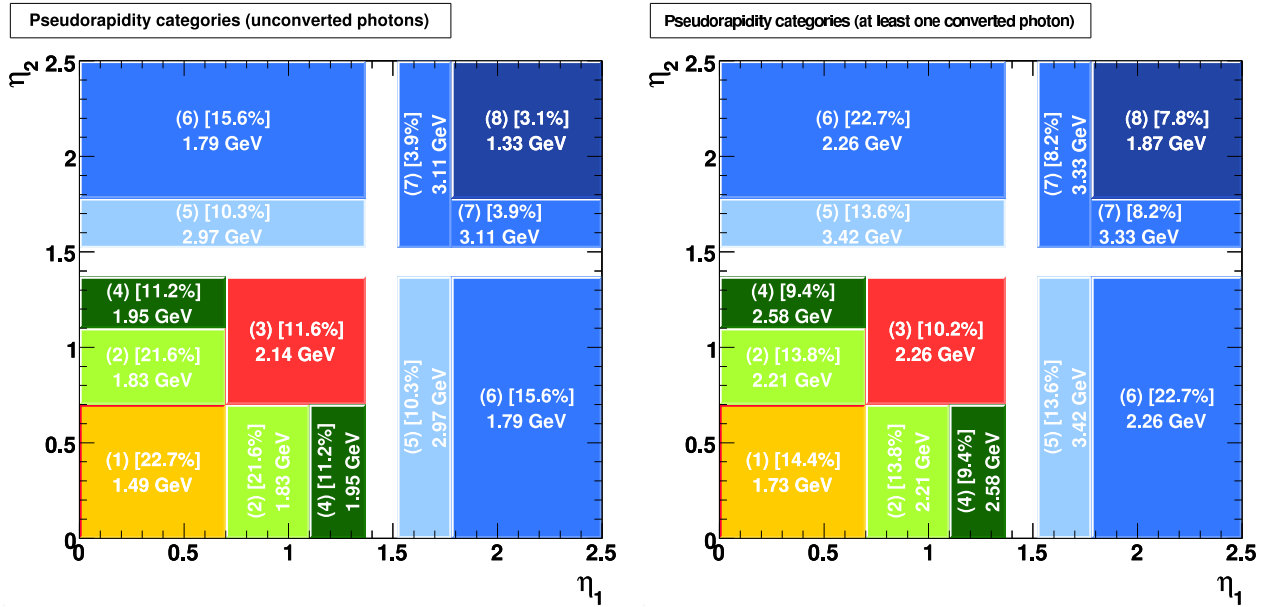 Pseudorapidity categories (unconverted photons)
η2
2.5
2
1.5
1
0.5
0
(6) [15.6%]
1.79 GeV
(5) [10.3%]
2.97 GeV
(7) [3.9%]
3.11 GeV
(8) [3.1%]
1.33 GeV
(7) [3.9%]
3.11 GeV
(4) [11.2%]
1.95 GeV
(2) [21.6%]
1.83 GeV
(3) [11.6%]
2.14 GeV
(1) [22.7%]
1.49 GeV
(2) [21.6%]
1.83 GeV
(4) [11.2%]
1.95 GeV
(5) [10.3%]
2.97 GeV
(6) [15.6%]
1.79 GeV
0 0.5 1 1.5 2 2.5
η1
Pseudorapidity categories (at least one converted photon)
η2
2.5
2
1.5
1
0.5
0
(6) [22.7%]
2.26 GeV
(5) [13.6%]
3.42 GeV
(7) [8.2%]
3.33 GeV
(8) [7.8%]
1.87 GeV
(7) [8.2%]
3.33 GeV
(4) [9.4%]
2.58 GeV
(2) [13.8%]
2.21 GeV
(3) [10.2%]
2.26 GeV
(1) [14.4%]
1.73 GeV
(2) [13.8%]
2.21 GeV
(4) [9.4%]
2.58 GeV
(5) [13.6%]
3.42 GeV
(6) [22.7%]
2.26 GeV
0 0.5 1 1.5 2 2.5
η1